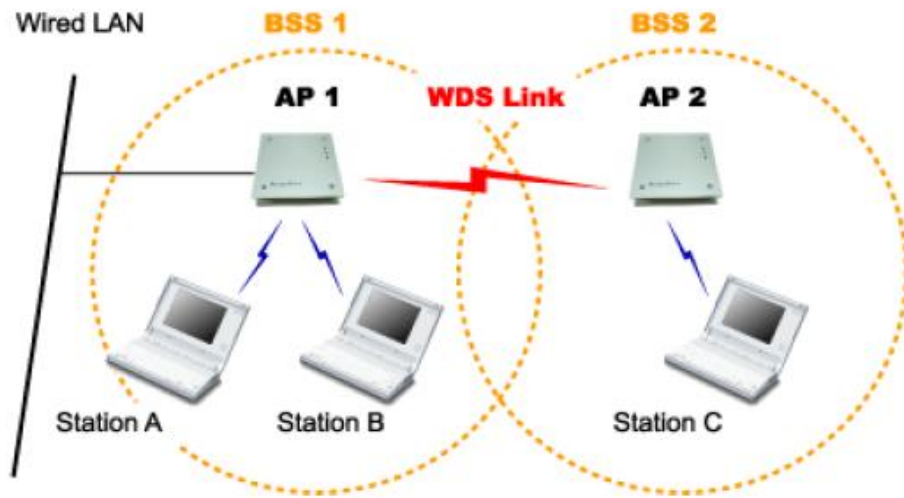 Wired LAN
BSS 1
BSS 2
AP 1
WDS Link
AP 2
Station A
Station B
Station C